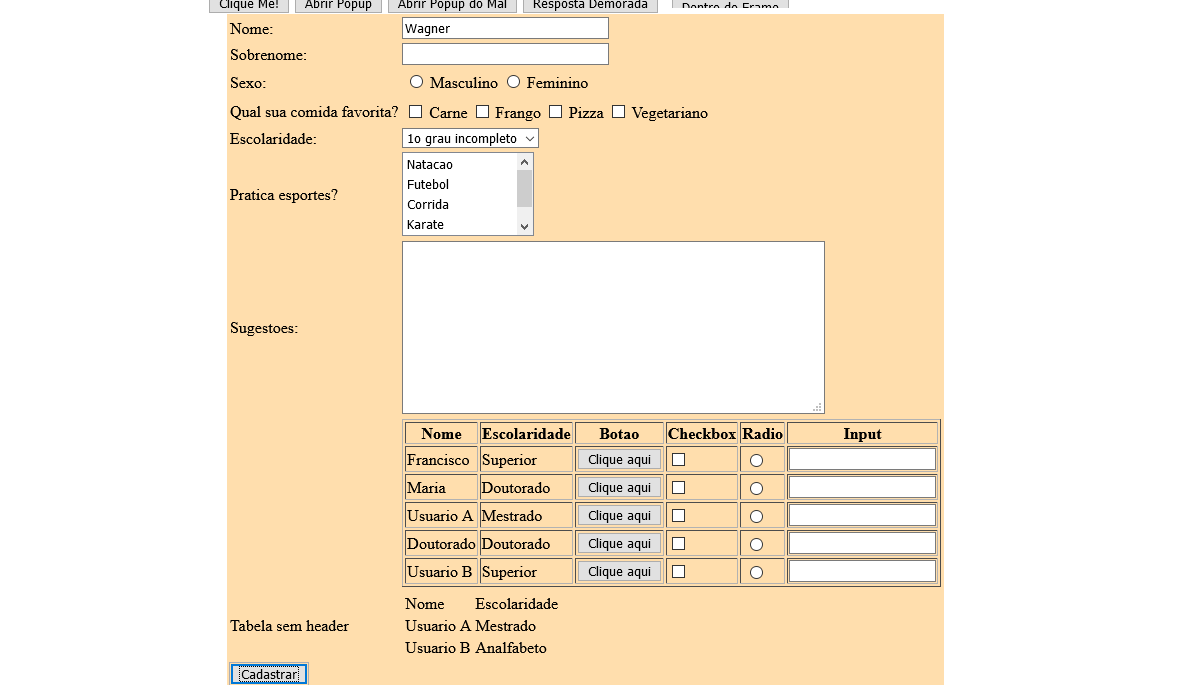 Clique Me! Abrir Popup Abrir Popup do Mal Resposta Demorada Dentro do Frame
Nome: Wagner
Sobrenome:
Sexo: Masculino Feminino
Qual sua comida favorita? Carne Frango Pizza Vegetariano
Escolaridade: 1o grau incompleto
Pratica esportes?
Natacao
Futebol
Corrida
Karate
Sugestoes:
Nome Escolaridade Botao Checkbox Radio Input
Francisco Superior Clique aqui
Maria Doutorado Clique aqui
Usuario A Mestrado Clique aqui
Doutorado Doutorado Clique aqui
Usuario B Superior Clique aqui
Tabela sem header
Nome Escolaridade
Usuario A Mestrado
Usuario B Analfabeto
Cadastrar